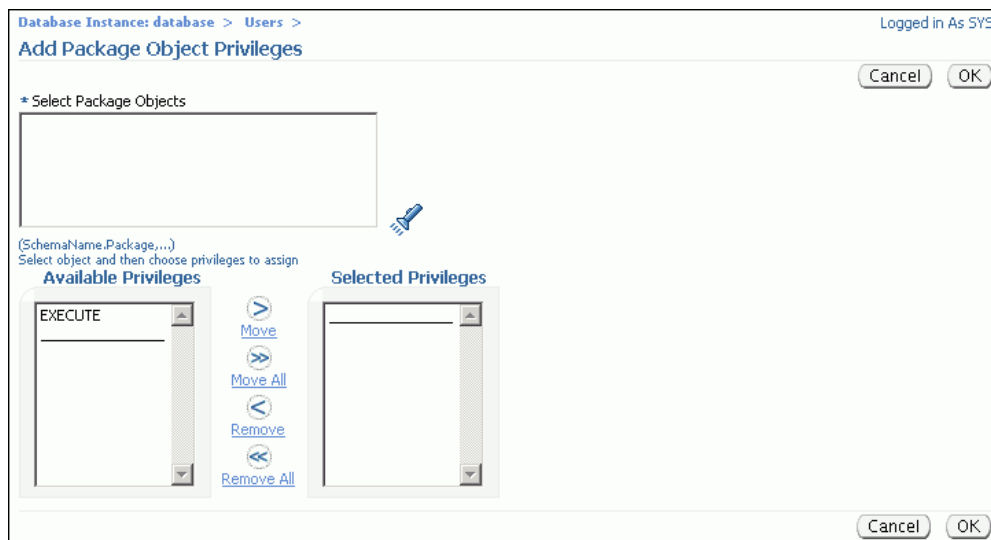 Database Instance: database > Users >
Logged in As SYS
Add Package Object Privileges
Cancel OK
* Select Package Objects
(SchemaName.Package,...)
Select object and then choose privileges to assign
Available Privileges
Selected Privileges
EXECUTE
Move
Move All
Remove
Remove All
Cancel OK